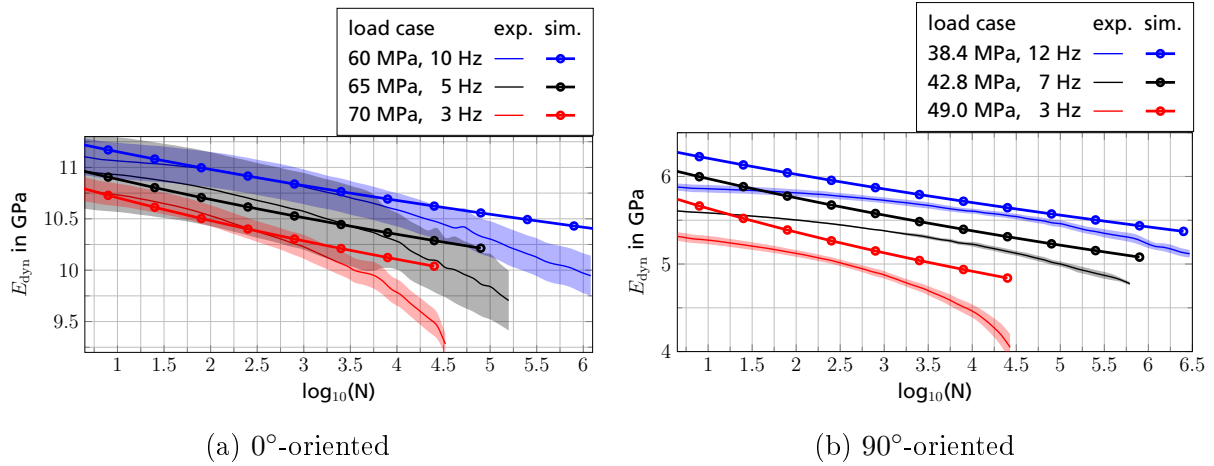 load case exp. sim.
60 MPa, 10 Hz
65 MPa, 5 Hz
70 MPa, 3 Hz
11
10.5
10
9.5
E_dyn in GPa
1 1.5 2 2.5 3 3.5 4 4.5 5 5.5 6
log₁₀(N)
(a) 0°-oriented
load case exp. sim.
38.4 MPa, 12 Hz
42.8 MPa, 7 Hz
49.0 MPa, 3 Hz
6
5
4
E_dyn in GPa
1 1.5 2 2.5 3 3.5 4 4.5 5 5.5 6 6.5
log₁₀(N)
(b) 90°-oriented